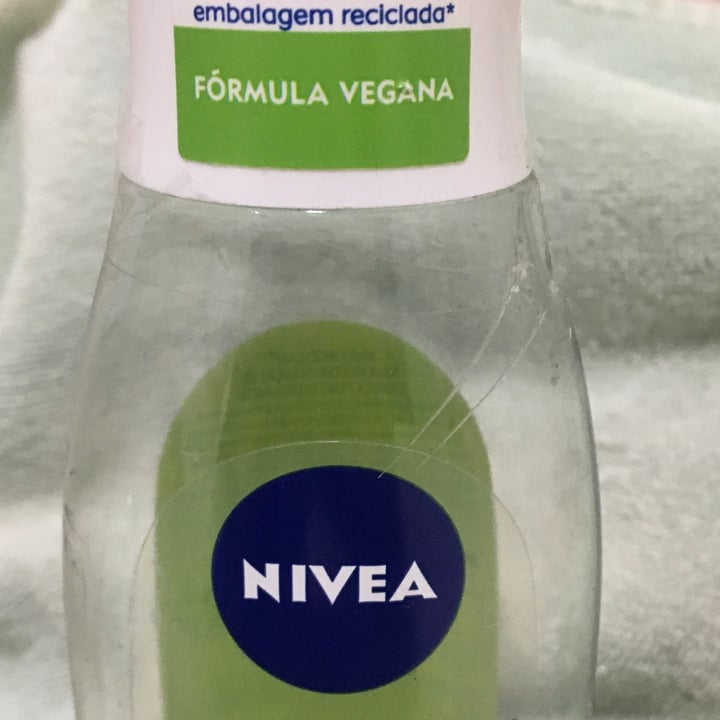 embalagem reciclada*
FÓRMULA VEGANA
NIVEA